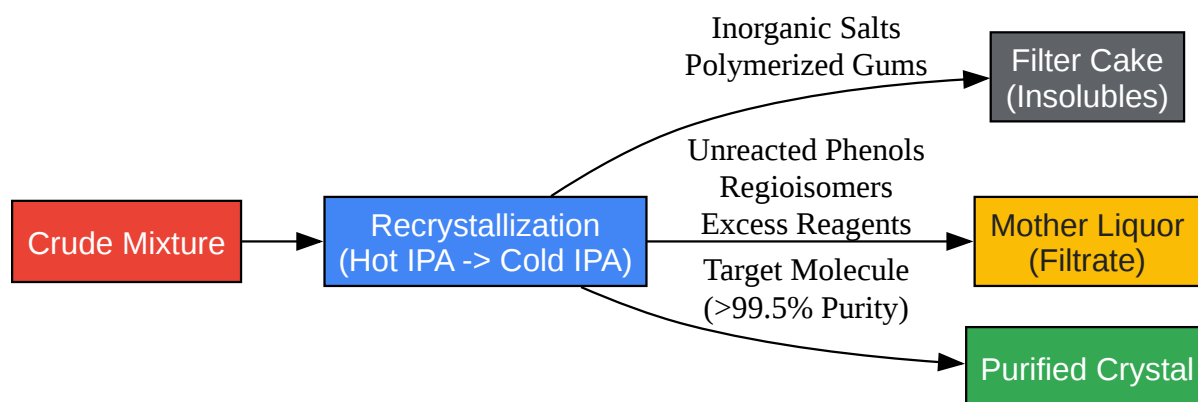 Inorganic Salts
Polymerized Gums
Filter Cake
(Insolubles)
Unreacted Phenols
Regioisomers
Excess Reagents
Crude Mixture
Recrystallization
(Hot IPA -> Cold IPA)
Mother Liquor
(Filtrate)
Target Molecule
(>99.5% Purity)
Purified Crystal